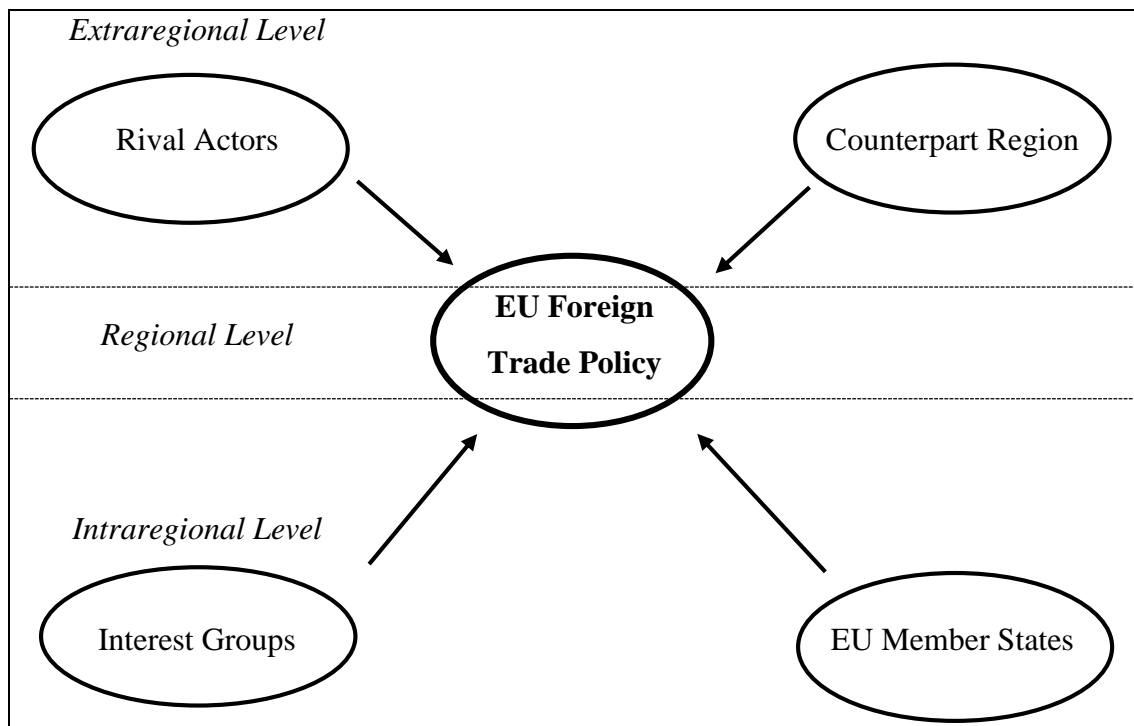 Extraregional Level
Rival Actors
Counterpart Region
EU Foreign
Trade Policy
Regional Level
Intraregional Level
Interest Groups
EU Member States